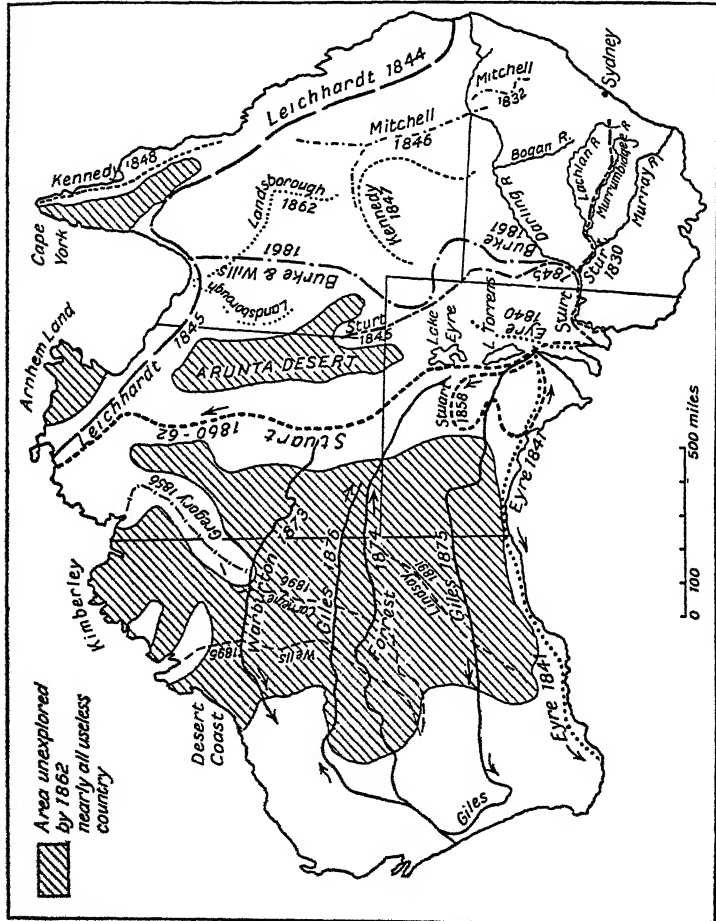 Area unexplored
by 1862
nearly all useless
country
Arnhem Land
Cape
York
Kimberley
Desert
Coast
Kennedy 1848
Leichhardt 1844
Leichhardt 1845
Gregory 1856
Stuart 1860-62
Burke & Wills 1861
Landsborough
1862
Landsborough
Mitchell
1846
Mitchell
1832
Kennedy
1847
ARUNTA DESERT
Sturt
1845
Lake
Eyre
L. Torrens
Eyre
1840
Stuart
1858
Burke
1861
1845
Sturt
Sturt
1830
Darling R
Bogan R.
Lachlan R
Murrumbidgee R
Murray R
Sydney
Warburton 1873
Wells
1896
Carnegie
1896
Giles 1876
Forrest 1874
Lindsay
1891
Giles 1875
Giles
Eyre 1841
Eyre 1841
0 100 500 miles